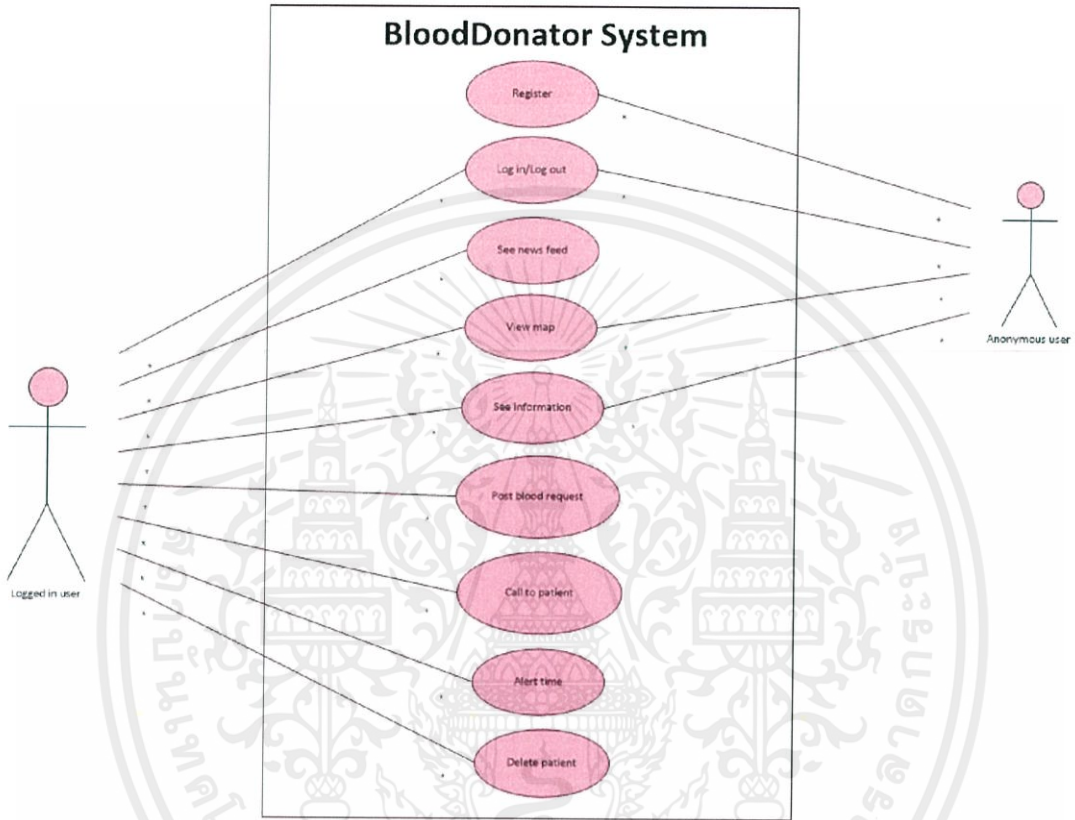 BloodDonator System
Register
Log in/Log out
See news feed
View map
See information
Post blood request
Call to patient
Alert time
Delete patient
Logged in user
Anonymous user